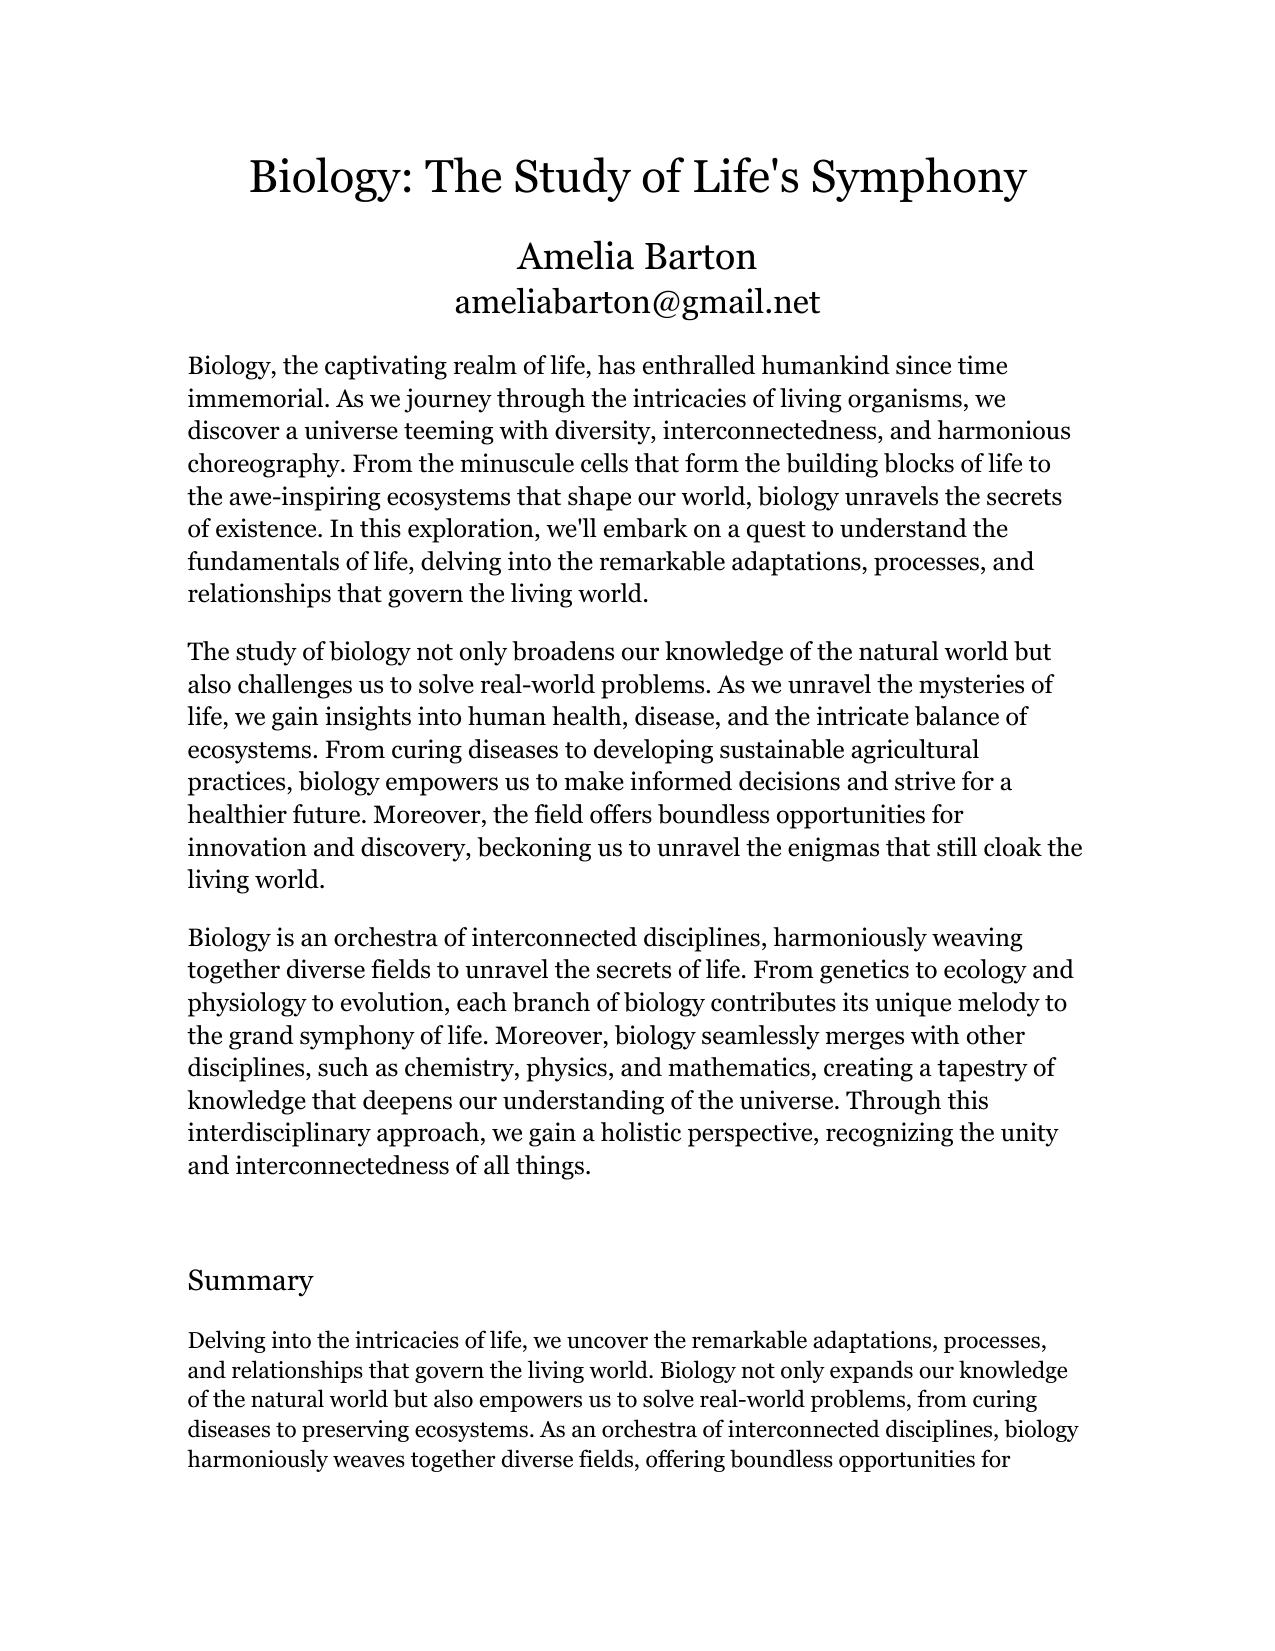 Biology: The Study of Life's Symphony
Amelia Barton
ameliabarton@gmail.net
Biology, the captivating realm of life, has enthralled humankind since time
immemorial. As we journey through the intricacies of living organisms, we
discover a universe teeming with diversity, interconnectedness, and harmonious
choreography. From the minuscule cells that form the building blocks of life to
the awe-inspiring ecosystems that shape our world, biology unravels the secrets
of existence. In this exploration, we'll embark on a quest to understand the
fundamentals of life, delving into the remarkable adaptations, processes, and
relationships that govern the living world.
The study of biology not only broadens our knowledge of the natural world but
also challenges us to solve real-world problems. As we unravel the mysteries of
life, we gain insights into human health, disease, and the intricate balance of
ecosystems. From curing diseases to developing sustainable agricultural
practices, biology empowers us to make informed decisions and strive for a
healthier future. Moreover, the field offers boundless opportunities for
innovation and discovery, beckoning us to unravel the enigmas that still cloak the
living world.
Biology is an orchestra of interconnected disciplines, harmoniously weaving
together diverse fields to unravel the secrets of life. From genetics to ecology and
physiology to evolution, each branch of biology contributes its unique melody to
the grand symphony of life. Moreover, biology seamlessly merges with other
disciplines, such as chemistry, physics, and mathematics, creating a tapestry of
knowledge that deepens our understanding of the universe. Through this
interdisciplinary approach, we gain a holistic perspective, recognizing the unity
and interconnectedness of all things.
Summary
Delving into the intricacies of life, we uncover the remarkable adaptations, processes,
and relationships that govern the living world. Biology not only expands our knowledge
of the natural world but also empowers us to solve real-world problems, from curing
diseases to preserving ecosystems. As an orchestra of interconnected disciplines, biology
harmoniously weaves together diverse fields, offering boundless opportunities for